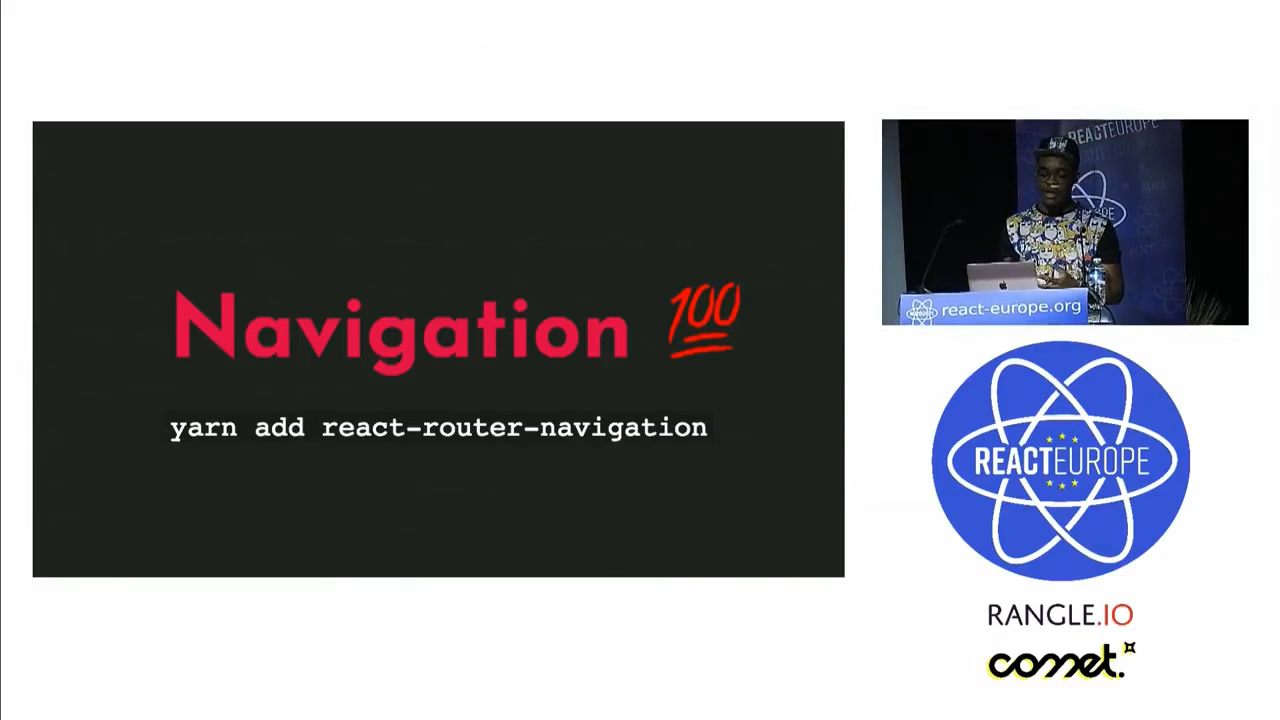 Navigation 💯
yarn add react-router-navigation
REACTEUROPE
react-europe.org
REACTEUROPE
RANGLE.IO
comet.